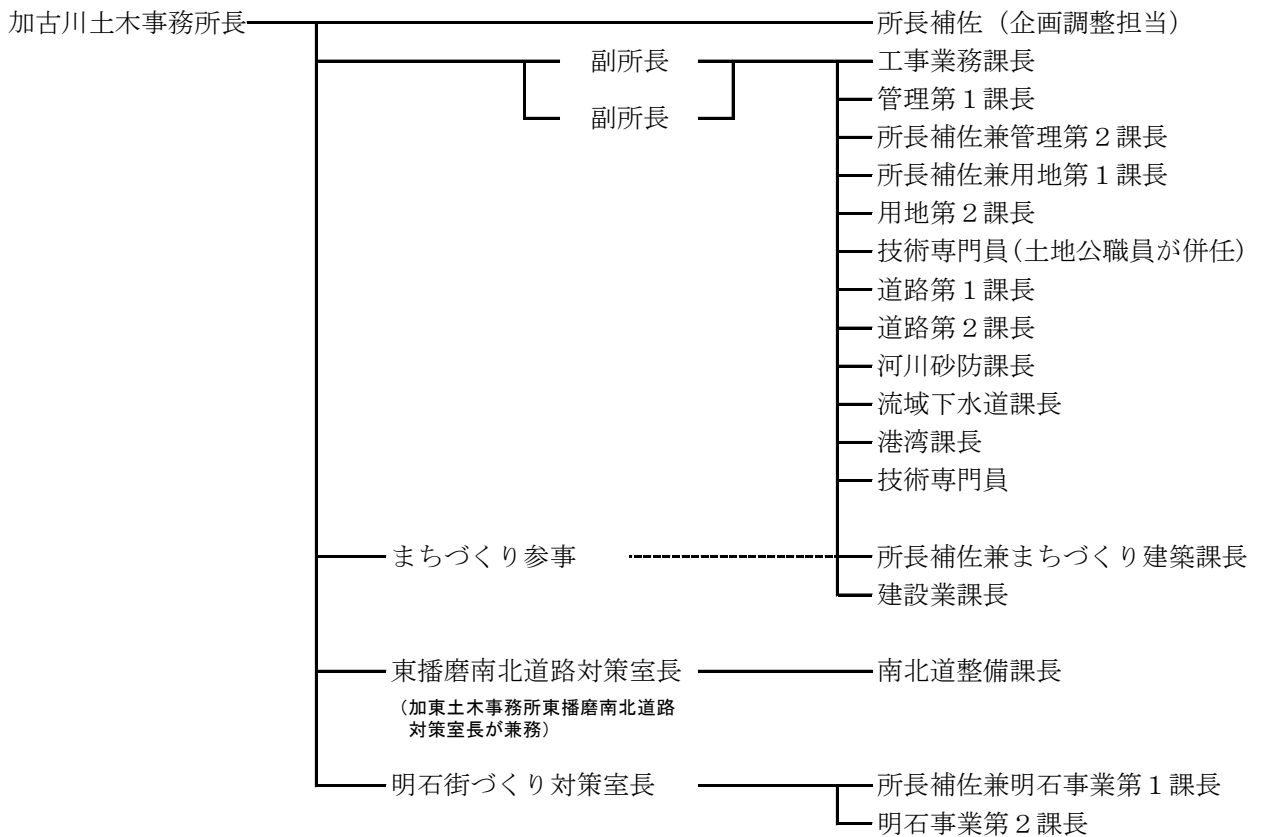 加古川土木事務所長
所長補佐（企画調整担当）
副所長
工事業務課長
管理第１課長
副所長
所長補佐兼管理第２課長
所長補佐兼用地第１課長
用地第２課長
技術専門員（土地公職員が併任）
道路第１課長
道路第２課長
河川砂防課長
流域下水道課長
港湾課長
技術専門員
まちづくり参事
所長補佐兼まちづくり建築課長
建設業課長
東播磨南北道路対策室長
南北道整備課長
（加東土木事務所東播磨南北道路
対策室長が兼務）
明石街づくり対策室長
所長補佐兼明石事業第１課長
明石事業第２課長